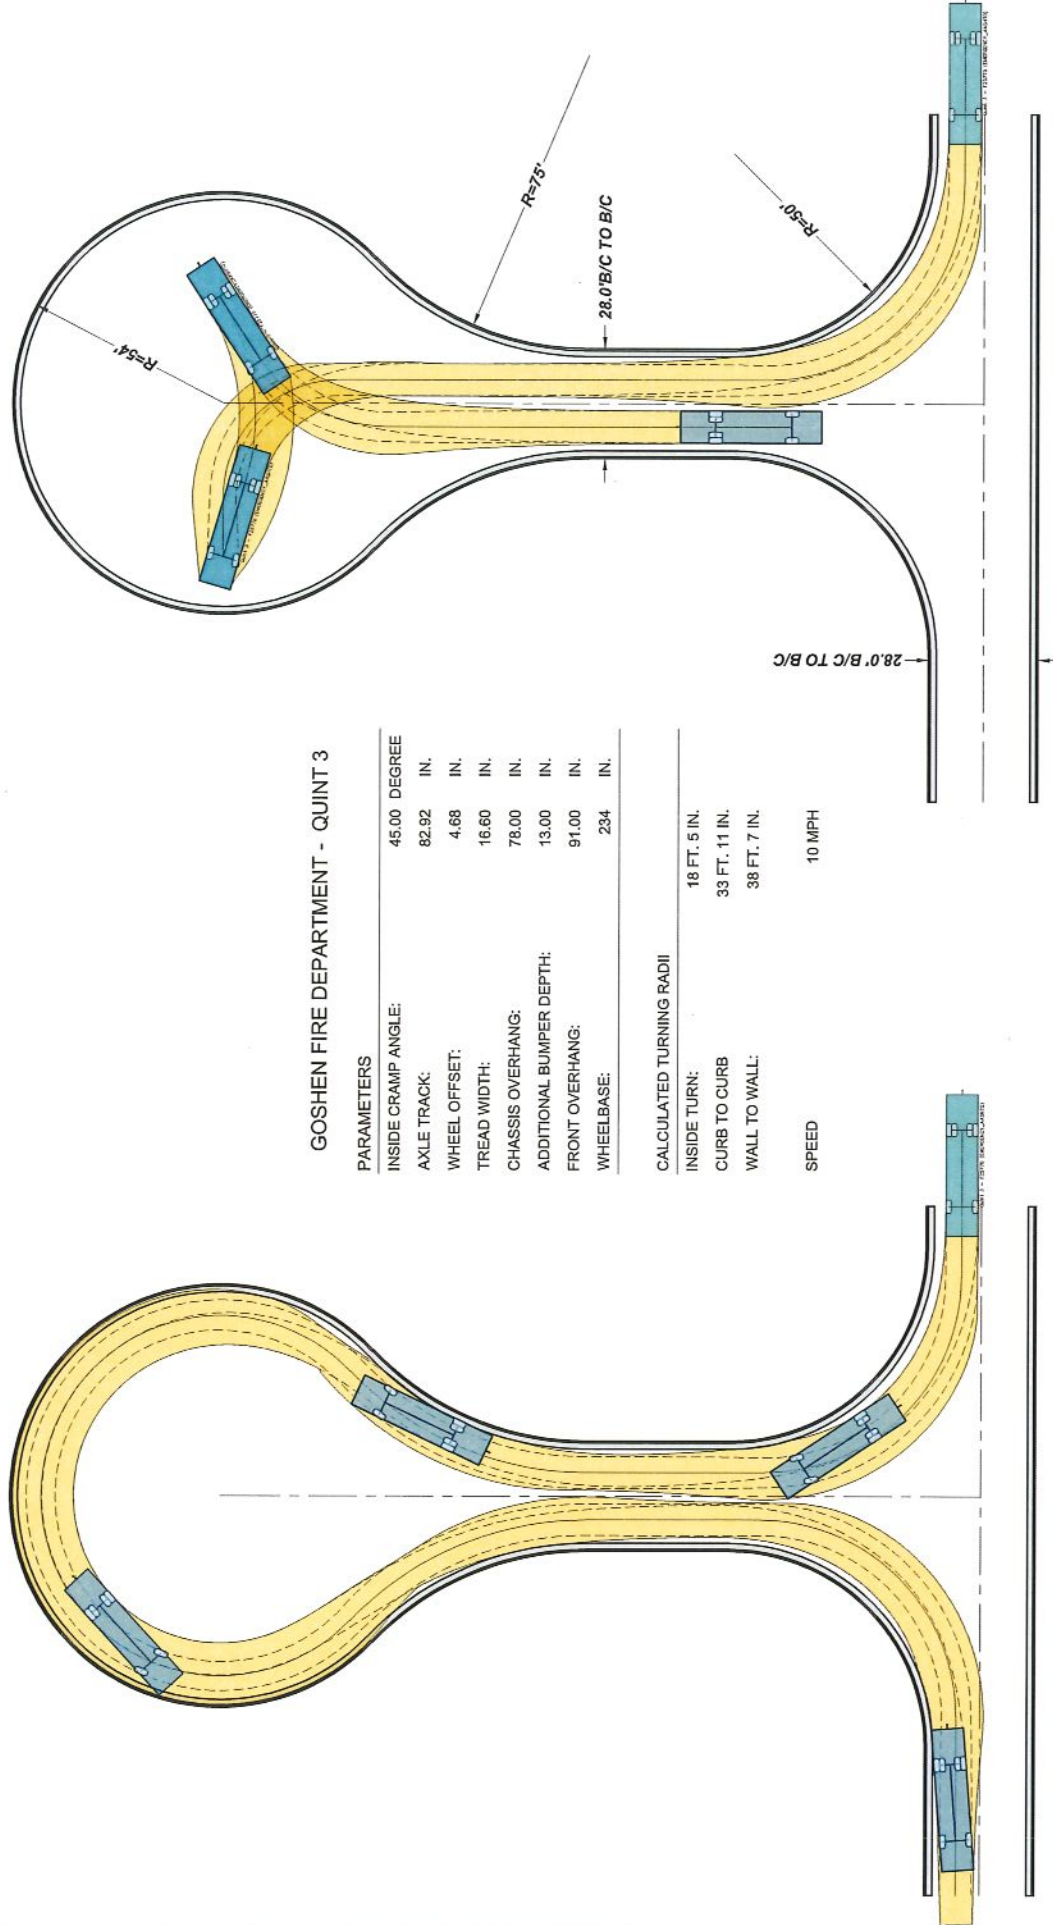 GOSHEN FIRE DEPARTMENT - QUINT 3
PARAMETERS
INSIDE CRAMP ANGLE: 45.00 DEGREE
AXLE TRACK: 82.92 IN.
WHEEL OFFSET: 4.68 IN.
TREAD WIDTH: 16.60 IN.
CHASSIS OVERHANG: 78.00 IN.
ADDITIONAL BUMPER DEPTH: 13.00 IN.
FRONT OVERHANG: 91.00 IN.
WHEELBASE: 234 IN.
CALCULATED TURNING RADII
INSIDE TURN: 18 FT. 5 IN.
CURB TO CURB 33 FT. 11 IN.
WALL TO WALL: 38 FT. 7 IN.
SPEED 10 MPH
R=54'
R=75'
28.0'B/C TO B/C
R=50'
28.0' B/C TO B/C